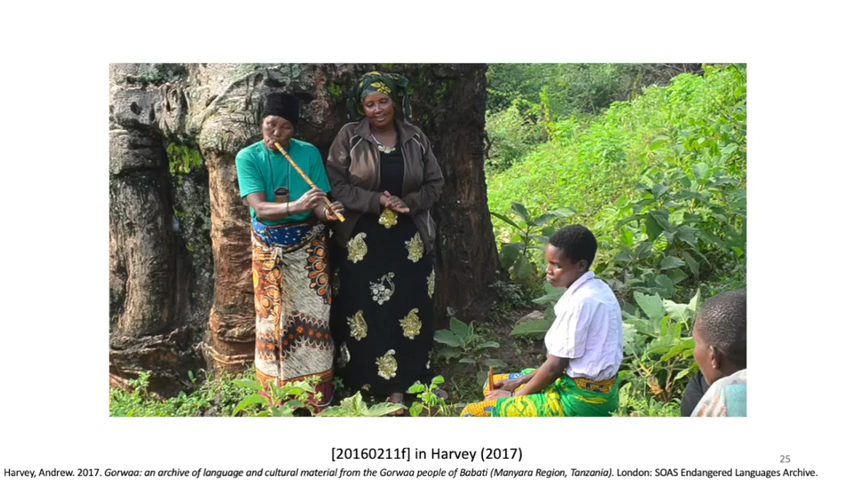 [20160211f] in Harvey (2017)
25
Harvey, Andrew. 2017. Gorwaa: an archive of language and cultural material from the Gorwaa people of Babati (Manyara Region, Tanzania). London: SOAS Endangered Languages Archive.